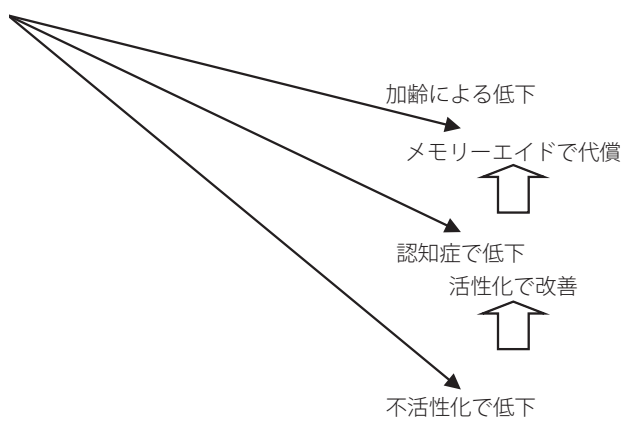 加齢による低下
メモリーエイドで代償
認知症で低下
活性化で改善
不活性化で低下